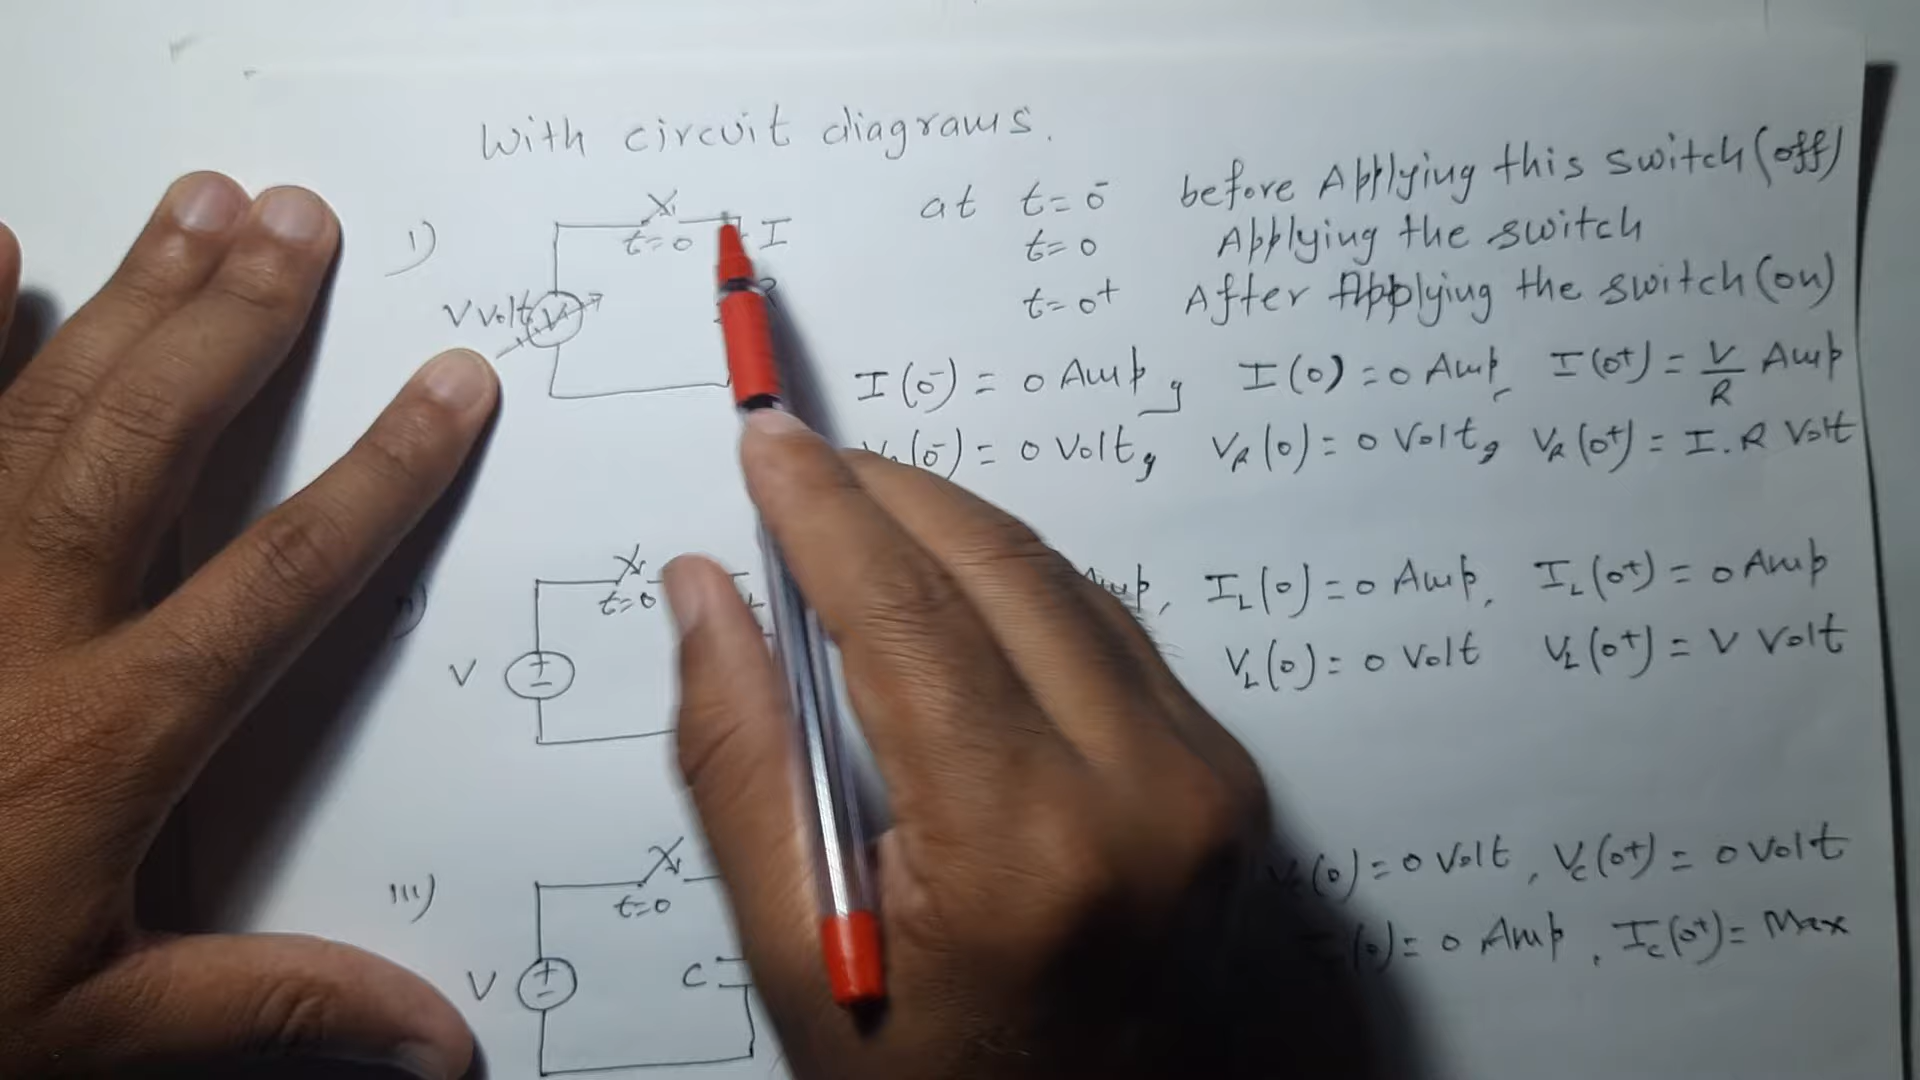 With circuit diagrams.
at t=0⁻ before Applying this switch (off)
t=0 Applying the switch
t=0⁺ After Applying the switch (on)
I)
t=0
I
R
V Volt
V
I(0⁻) = 0 Amp, I(0) = 0 Amp, I(0⁺) = V/R Amp
(0⁻) = 0 Volt, V_R(0) = 0 Volt, V_R(0⁺) = I.R Volt
t=0
V
+
−
I_L(0) = 0 Amp, I_L(0⁺) = 0 Amp
V_L(0) = 0 Volt V_L(0⁺) = V Volt
III)
t=0
V
+
−
C
(0) = 0 Volt, V_C(0⁺) = 0 Volt
(0) = 0 Amp, I_C(0⁺) = Max